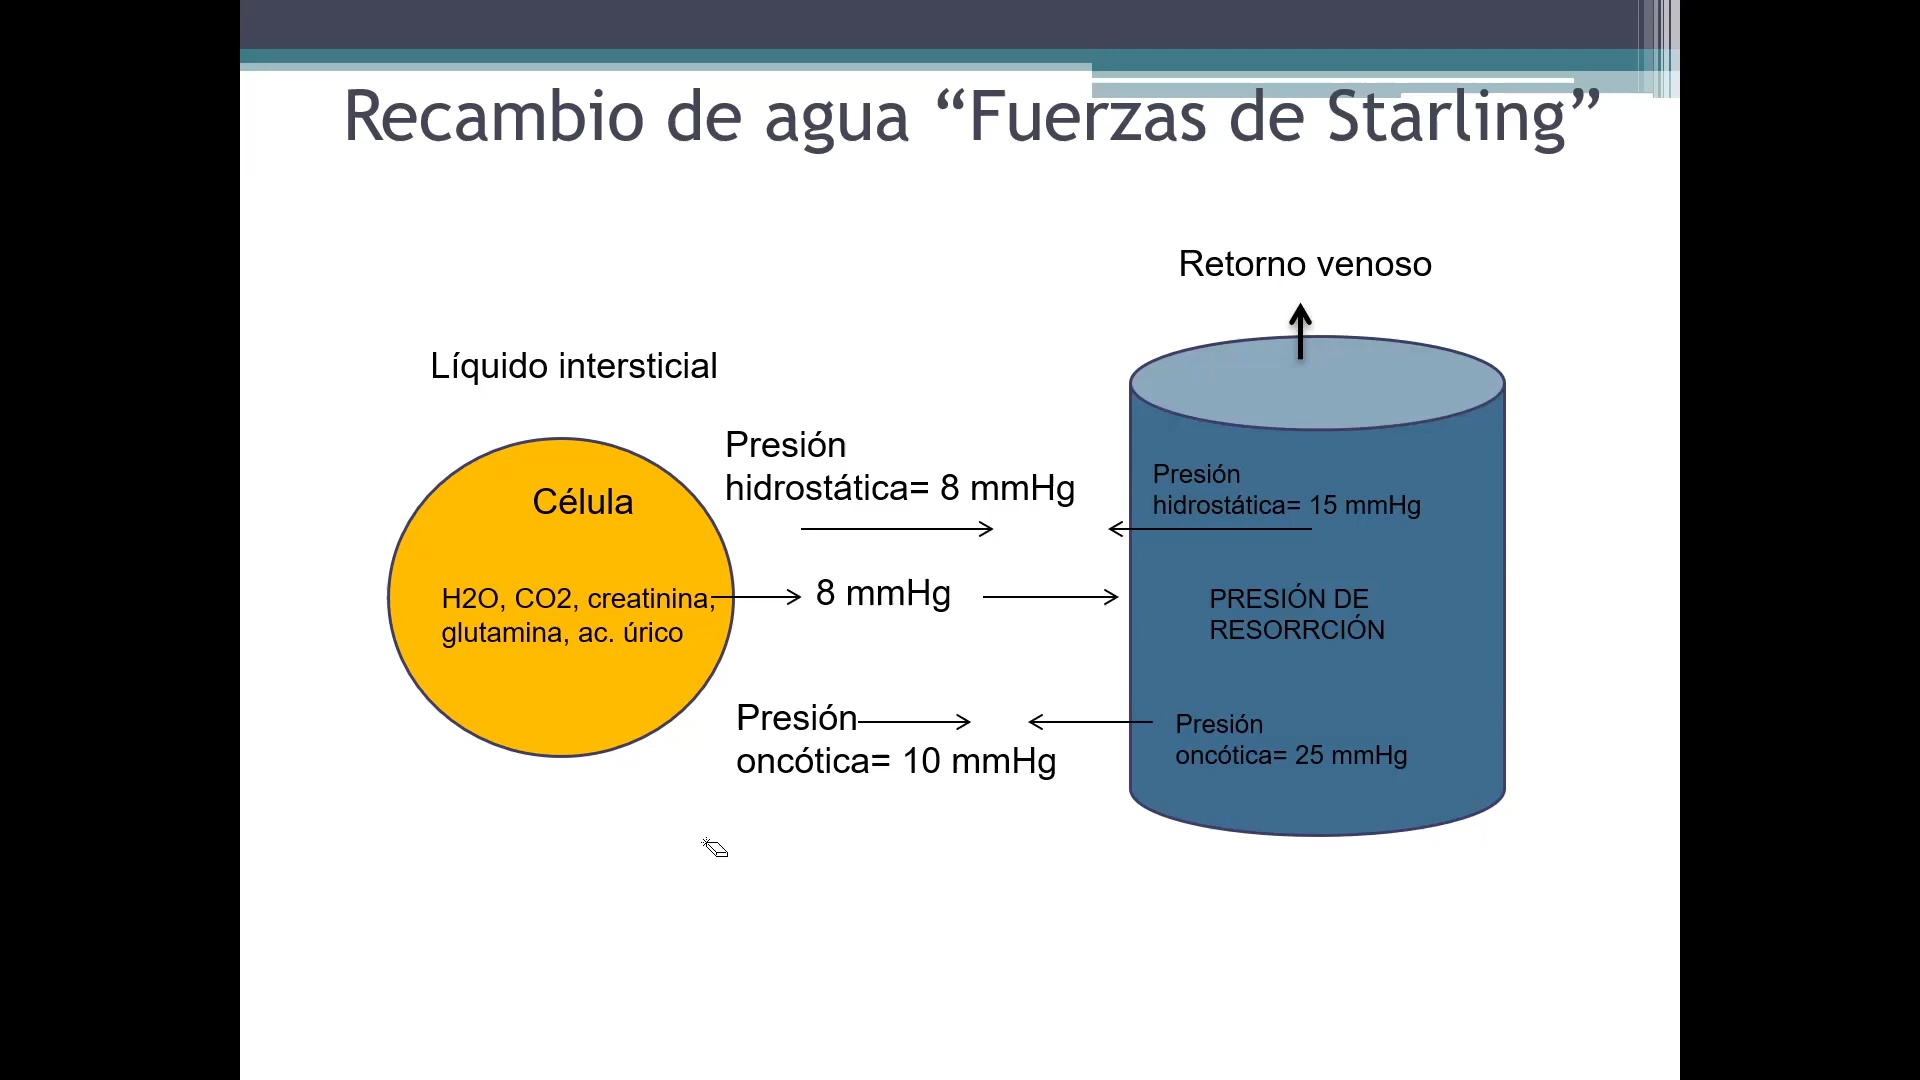 Recambio de agua “Fuerzas de Starling”
Retorno venoso
Líquido intersticial
Presión
hidrostática= 8 mmHg
Presión
hidrostática= 15 mmHg
Célula
H2O, CO2, creatinina,
glutamina, ac. úrico
8 mmHg
PRESIÓN DE
RESORRCIÓN
Presión
oncótica= 10 mmHg
Presión
oncótica= 25 mmHg